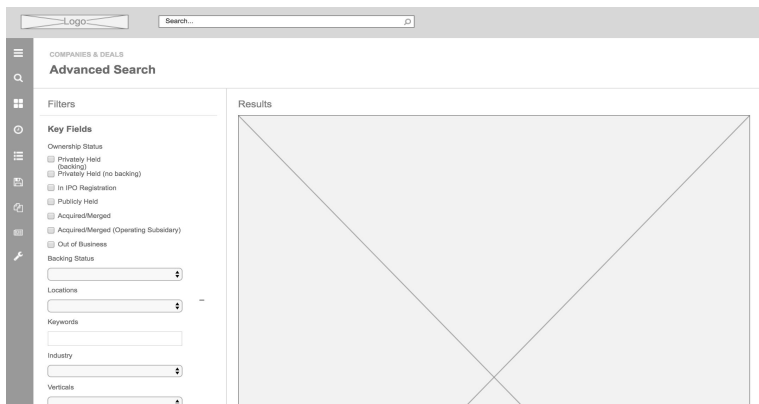 Logo
Search...
COMPANIES & DEALS
Advanced Search
Filters
Results
Key Fields
Ownership Status
Privately Held
(backing)
Privately Held (no backing)
In IPO Registration
Publicly Held
Acquired/Merged
Acquired/Merged (Operating Subsidary)
Out of Business
Backing Status
Locations
Keywords
Industry
Verticals